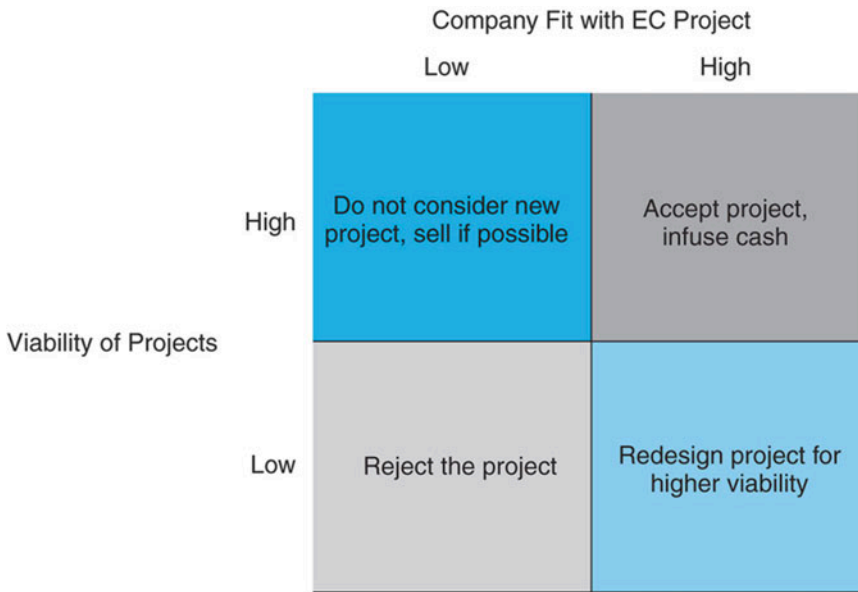 Company Fit with EC Project
Low
High
High
Do not consider new
project, sell if possible
Accept project,
infuse cash
Viability of Projects
Low
Reject the project
Redesign project for
higher viability